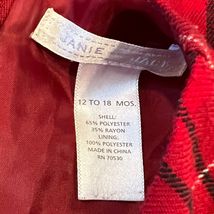 JANIE
JACK
12 TO 18 MOS.
SHELL:
65% POLYESTER
35% RAYON
LINING:
100% POLYESTER
MADE IN CHINA
RN 70530